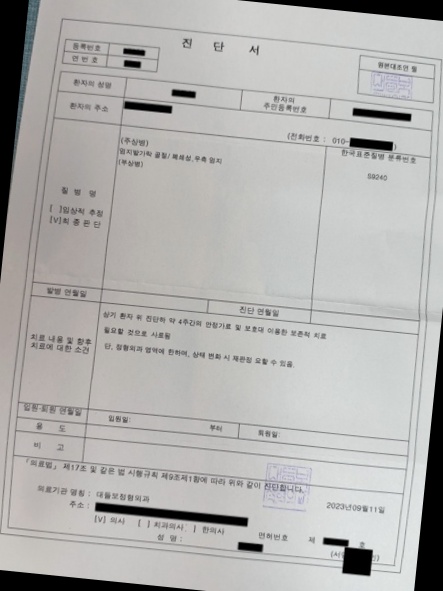 진 단 서
등록번호
연 번 호
원본대조인 필
환자의 성명
환자의
주민등록번호
환자의 주소
(전화번호 : 010- )
한국표준질병 분류번호
(주상병)
엄지발가락 골절/ 폐쇄성, 우측 엄지
(부상병)
S9240
질 병 명
[ ]임상적 추정
[V]최 종 판 단
발병 연월일
진단 연월일
치료 내용 및 향후
치료에 대한 소견
상기 환자 위 진단하 약 4주간의 안정가료 및 보호대 이용한 보존적 치료
필요할 것으로 사료됨
단, 정형외과 영역에 한하며, 상태 변화 시 재판정 요할 수 있음.
입원·퇴원 연월일
입원일:
부터
퇴원일:
용 도
비 고
「의료법」 제17조 및 같은 법 시행규칙 제9조제1항에 따라 위와 같이 진단합니다.
2023년09월11일
의료기관 명칭 : 대들보정형외과
주소 :
[V] 의사 [ ] 치과의사 [ ] 한의사
면허번호 제 호
성 명 :